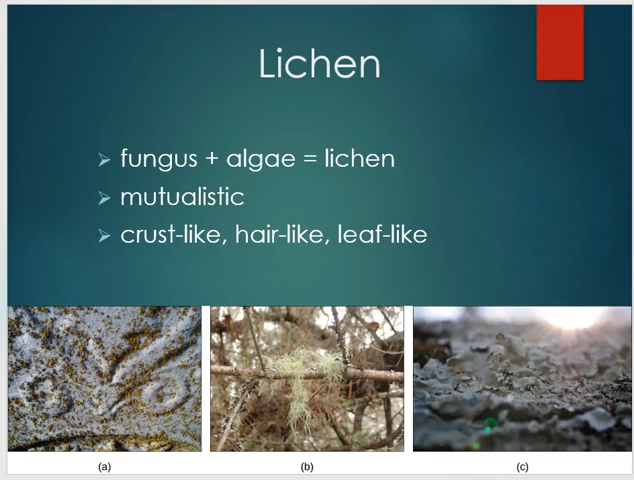 Lichen
fungus + algae = lichen
mutualistic
crust-like, hair-like, leaf-like
(a) (b) (c)